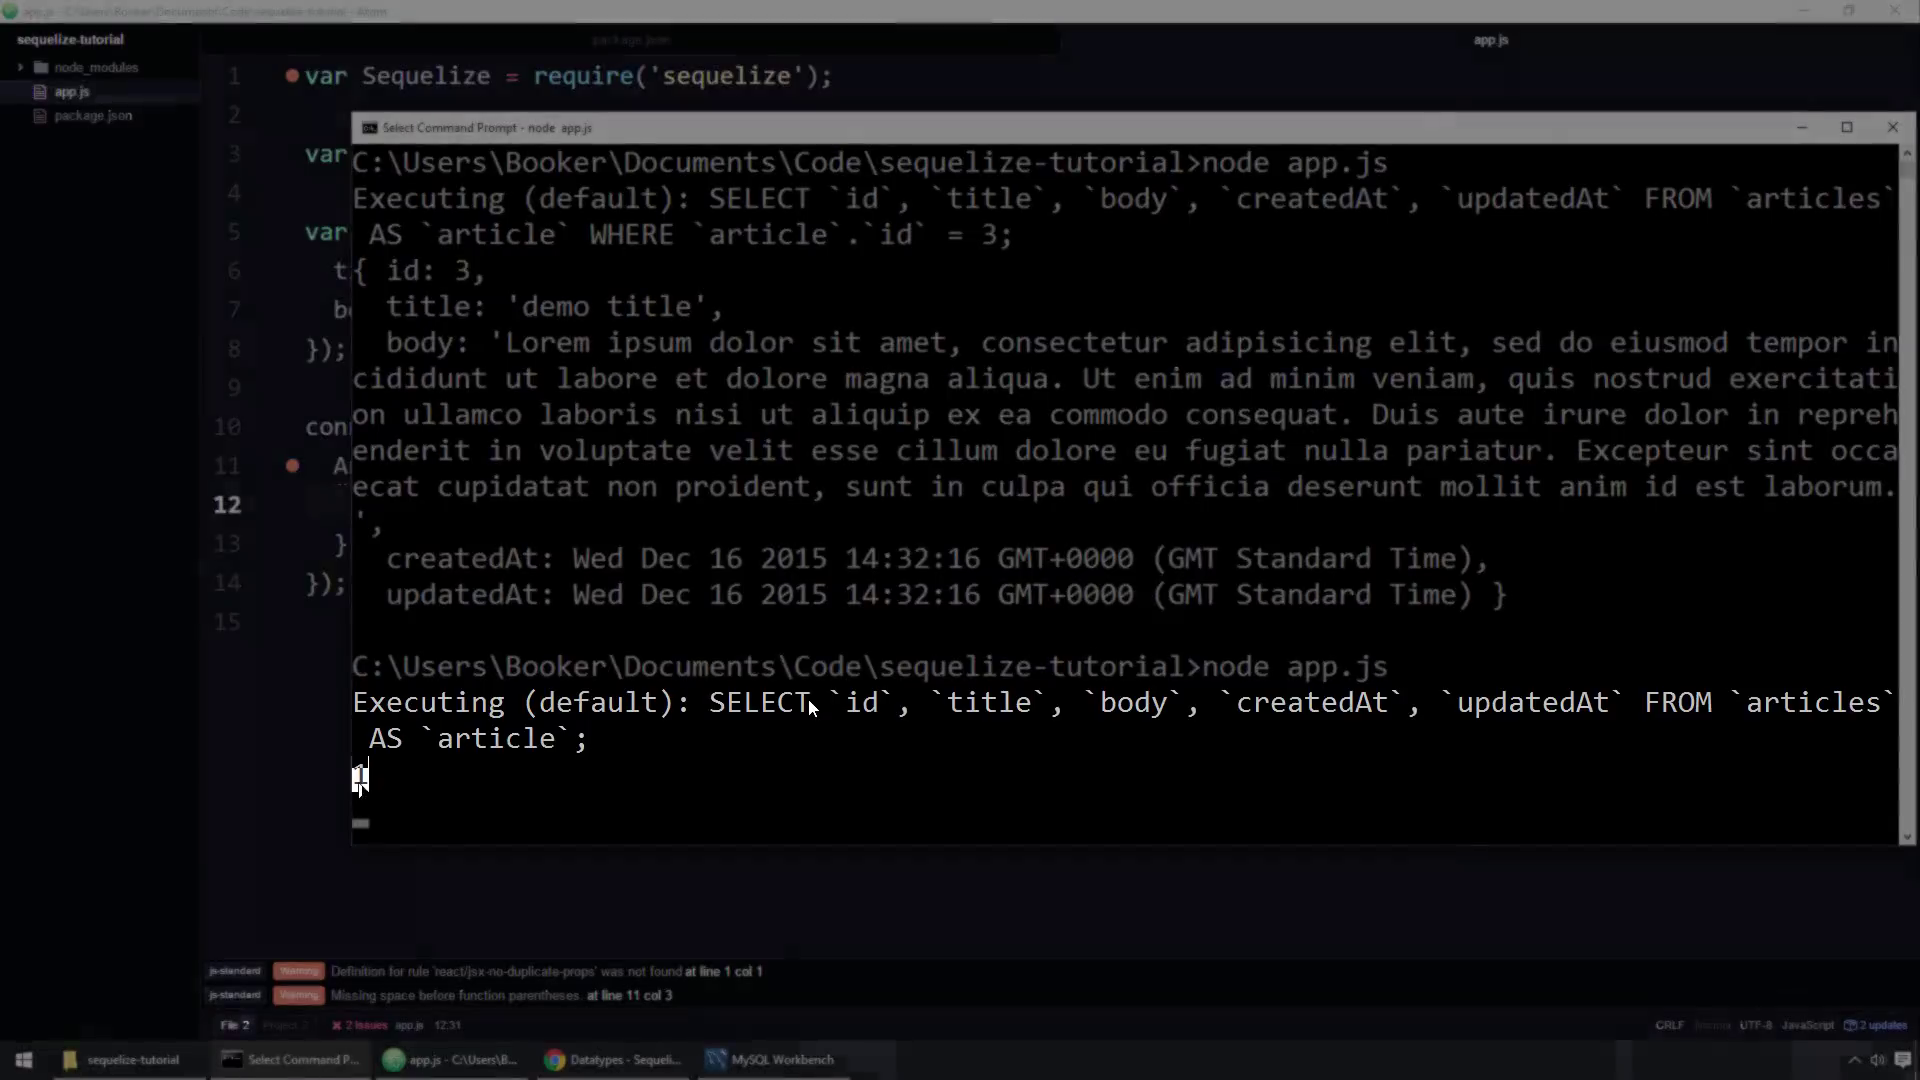 app.js - C:\Users\Booker\Documents\Code\sequelize-tutorial - Atom
sequelize-tutorial
package.json
app.js
node_modules
app.js
package.json
1 var Sequelize = require('sequelize');
2
Select Command Prompt - node app.js
3 var
4
5 var
6 t
7 bo
8 });
9
10 con
11 A
12
13 }
14 });
15
C:\Users\Booker\Documents\Code\sequelize-tutorial>node app.js
Executing (default): SELECT `id`, `title`, `body`, `createdAt`, `updatedAt` FROM `articles`
AS `article` WHERE `article`.`id` = 3;
{ id: 3,
title: 'demo title',
body: 'Lorem ipsum dolor sit amet, consectetur adipisicing elit, sed do eiusmod tempor in
cididunt ut labore et dolore magna aliqua. Ut enim ad minim veniam, quis nostrud exercitati
on ullamco laboris nisi ut aliquip ex ea commodo consequat. Duis aute irure dolor in repreh
enderit in voluptate velit esse cillum dolore eu fugiat nulla pariatur. Excepteur sint occa
ecat cupidatat non proident, sunt in culpa qui officia deserunt mollit anim id est laborum.
',
createdAt: Wed Dec 16 2015 14:32:16 GMT+0000 (GMT Standard Time),
updatedAt: Wed Dec 16 2015 14:32:16 GMT+0000 (GMT Standard Time) }
C:\Users\Booker\Documents\Code\sequelize-tutorial>node app.js
Executing (default): SELECT `id`, `title`, `body`, `createdAt`, `updatedAt` FROM `articles`
AS `article`;
1
js-standard Warning Definition for rule 'react/jsx-no-duplicate-props' was not found at line 1 col 1
js-standard Warning Missing space before function parentheses. at line 11 col 3
File 2 Project 2 2 Issues app.js 12:31 CRLF UTF-8 JavaScript 2 updates
sequelize-tutorial Select Command P... app.js - C:\Users\B... Datatypes - Sequeli... MySQL Workbench